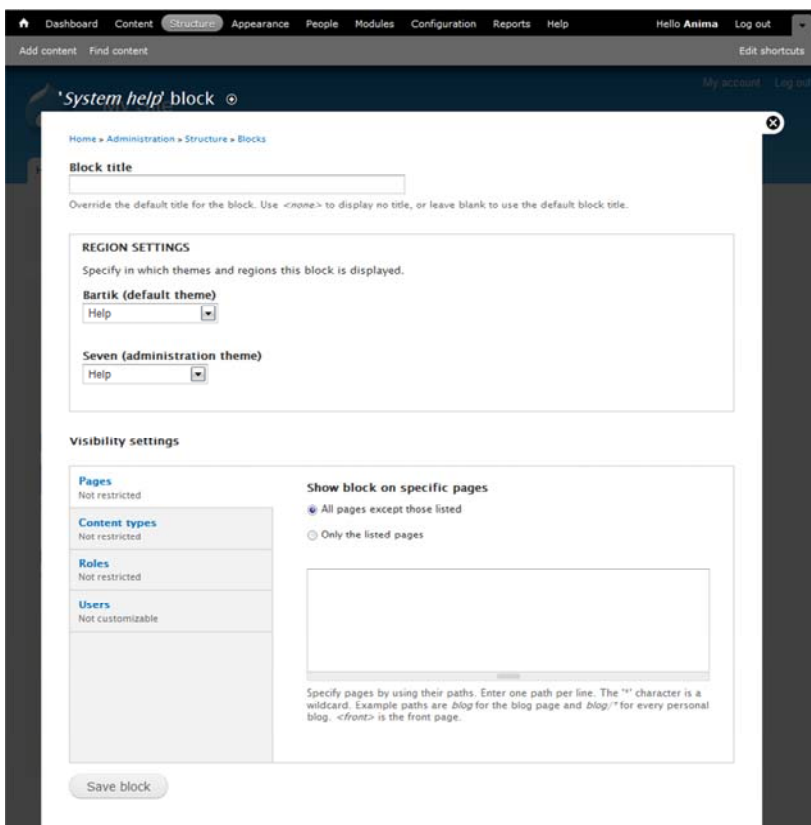 Dashboard Content Structure Appearance People Modules Configuration Reports Help Hello Anima Log out
Add content Find content Edit shortcuts
My account Log out
'System help' block
Home » Administration » Structure » Blocks
Block title
Override the default title for the block. Use <none> to display no title, or leave blank to use the default block title.
REGION SETTINGS
Specify in which themes and regions this block is displayed.
Bartik (default theme)
Help
Seven (administration theme)
Help
Visibility settings
Pages
Not restricted
Content types
Not restricted
Roles
Not restricted
Users
Not customizable
Show block on specific pages
All pages except those listed
Only the listed pages
Specify pages by using their paths. Enter one path per line. The '*' character is a
wildcard. Example paths are blog for the blog page and blog/* for every personal
blog. <front> is the front page.
Save block